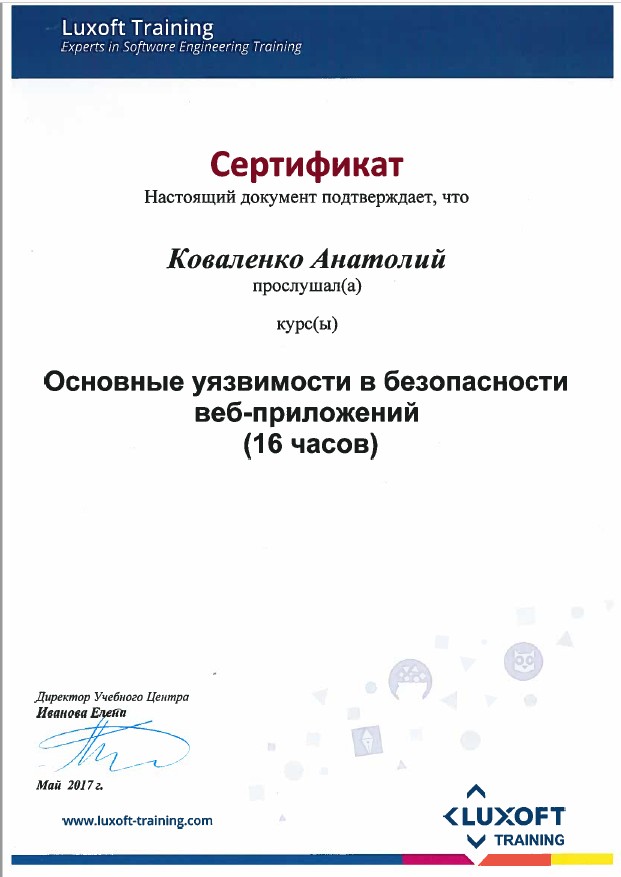 Luxoft Training
Experts in Software Engineering Training
Сертификат
Настоящий документ подтверждает, что
Коваленко Анатолий
прослушал(а)
курс(ы)
Основные уязвимости в безопасности
веб-приложений
(16 часов)
Директор Учебного Центра
Иванова Елена
Май 2017 г.
www.luxoft-training.com
LUXOFT
TRAINING